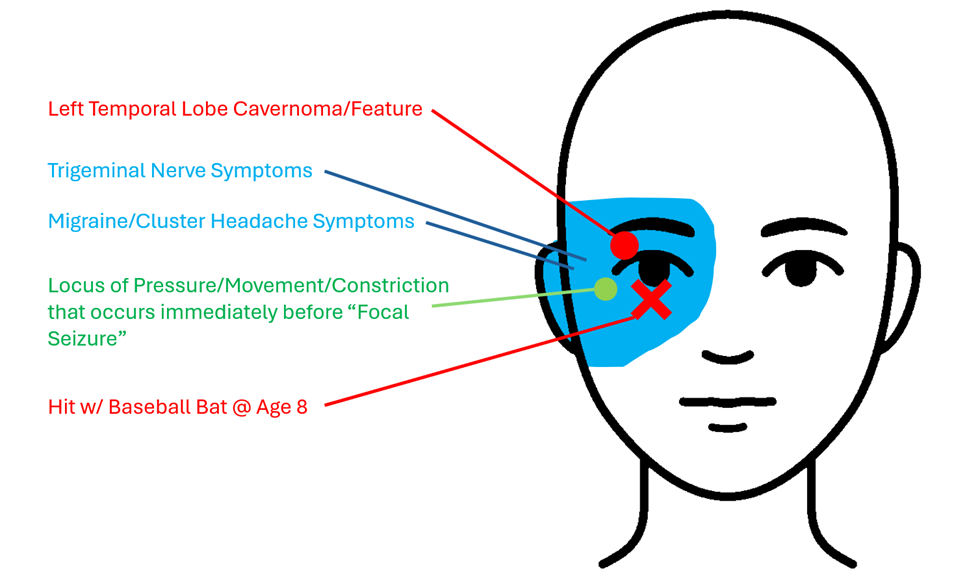 Left Temporal Lobe Cavernoma/Feature
Trigeminal Nerve Symptoms
Migraine/Cluster Headache Symptoms
Locus of Pressure/Movement/Constriction
that occurs immediately before “Focal
Seizure”
Hit w/ Baseball Bat @ Age 8